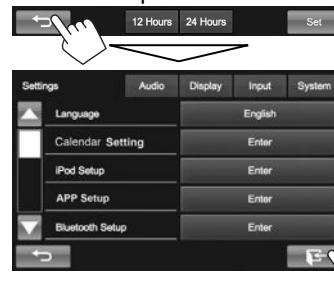 12 Hours 24 Hours Set
Settings Audio Display Input System
Language English
Calendar Setting Enter
iPod Setup Enter
APP Setup Enter
Bluetooth Setup Enter